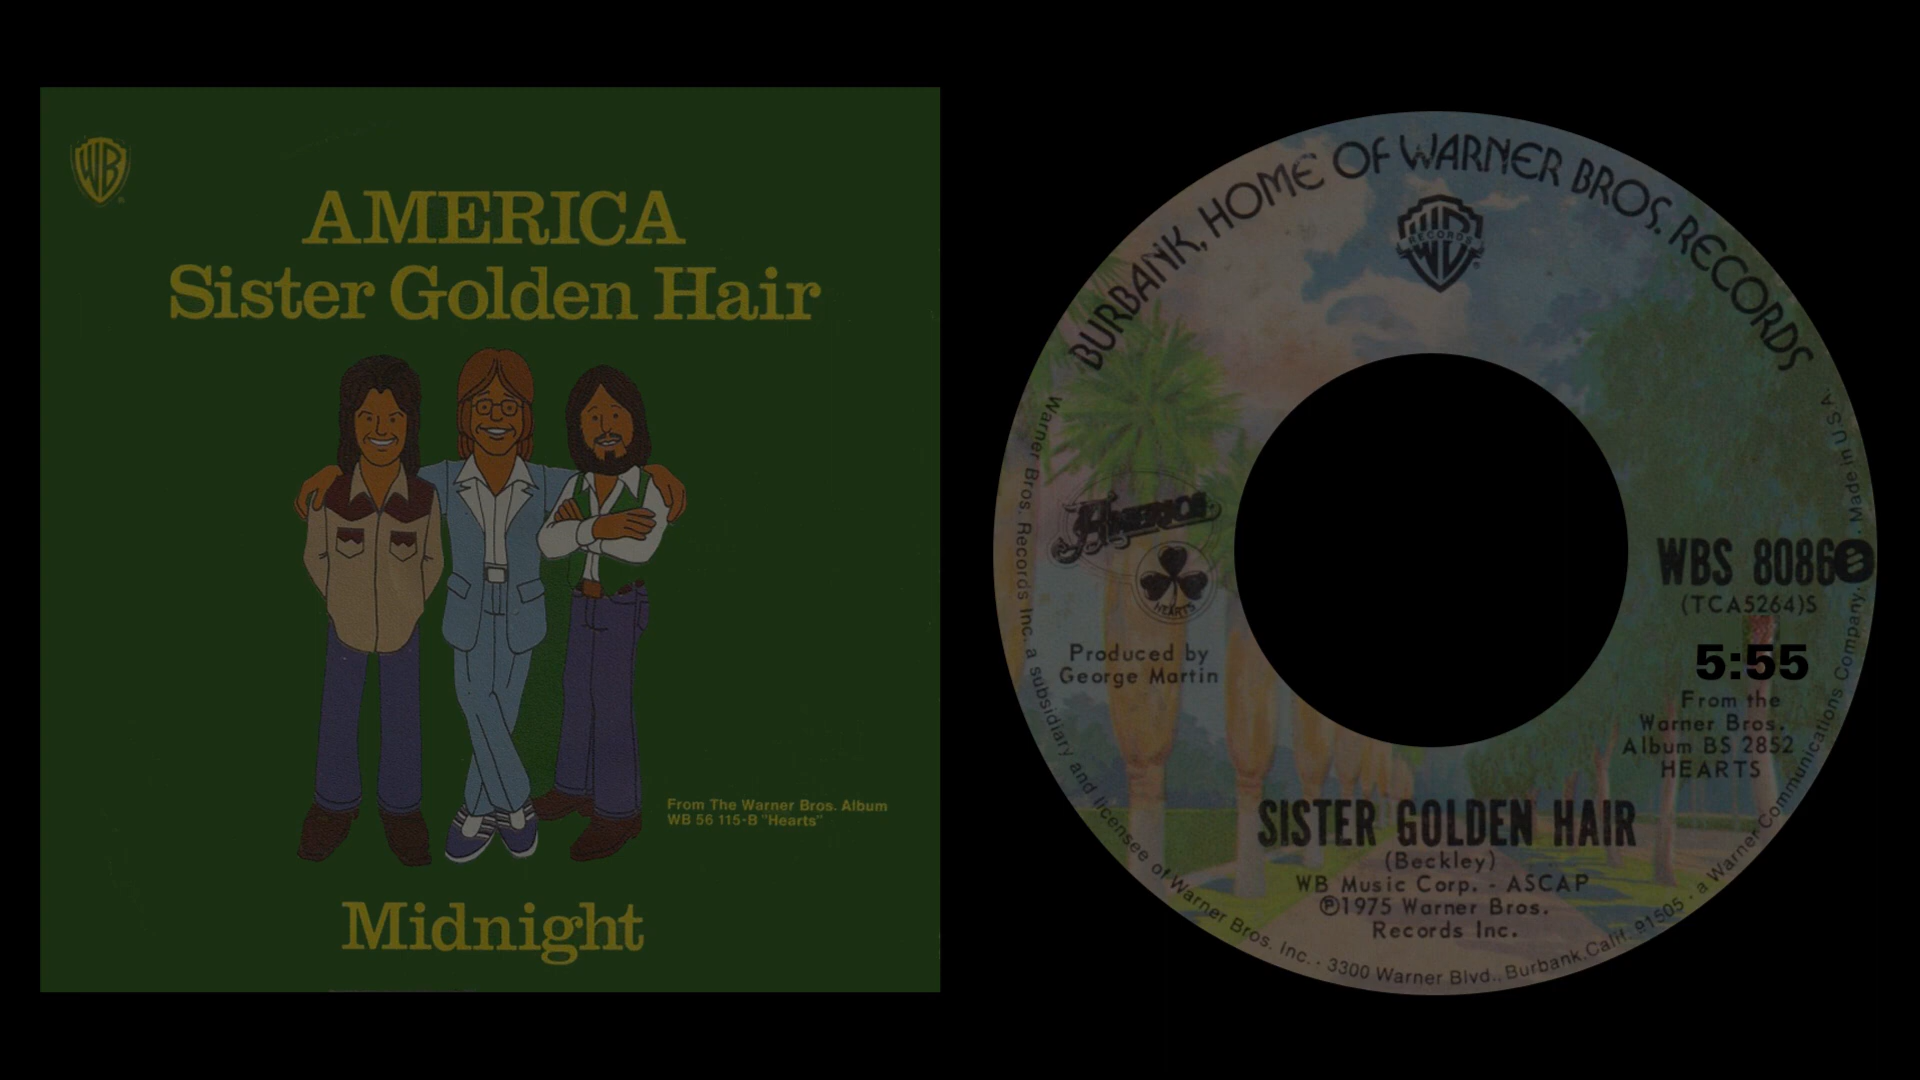 WB
AMERICA
Sister Golden Hair
From The Warner Bros. Album
WB 56 115-B "Hearts"
Midnight
BURBANK, HOME OF WARNER BROS. RECORDS
RECORDS
AMERICA
HEARTS
Produced by
George Martin
WBS 8086
(TCA5264)S
5:55
From the
Warner Bros.
Album BS 2852
HEARTS
SISTER GOLDEN HAIR
(Beckley)
WB Music Corp. - ASCAP
℗1975 Warner Bros.
Records Inc.
Warner Bros. Records Inc. a subsidiary and licensee of Warner Bros. Inc. · 3300 Warner Blvd., Burbank, Calif. 91505 · a Warner Communications Company. Made in U.S.A.